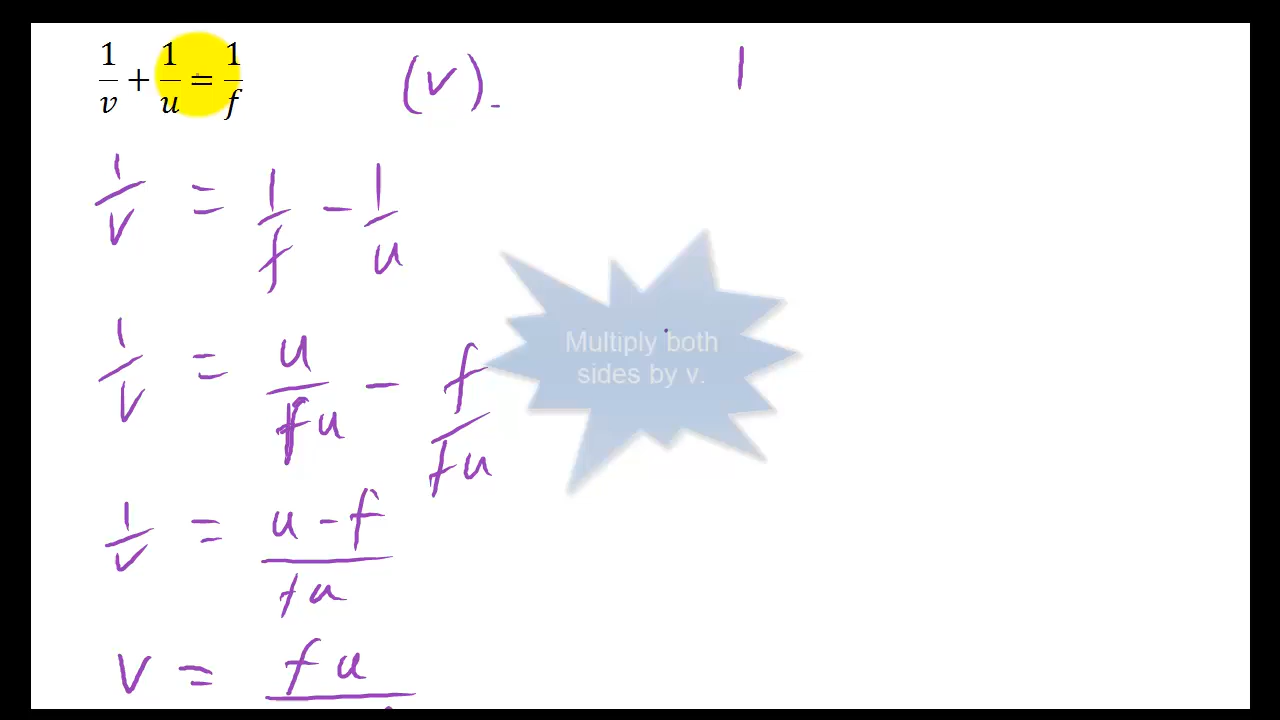 1/v + 1/u = 1/f (v). 1
1/v = 1/f - 1/u
1/v = u/fu - f/fu
Multiply both
sides by v.
1/v = u - f/fu
v = fu